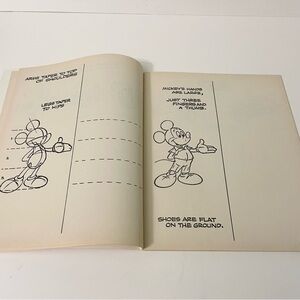 ARMS TAPER TO TOP
OF SHOULDERS
LEGS TAPER
TO HIPS
MICKEY'S HANDS
ARE LARGE,
JUST THREE
FINGERS AND
A THUMB.
SHOES ARE FLAT
ON THE GROUND.